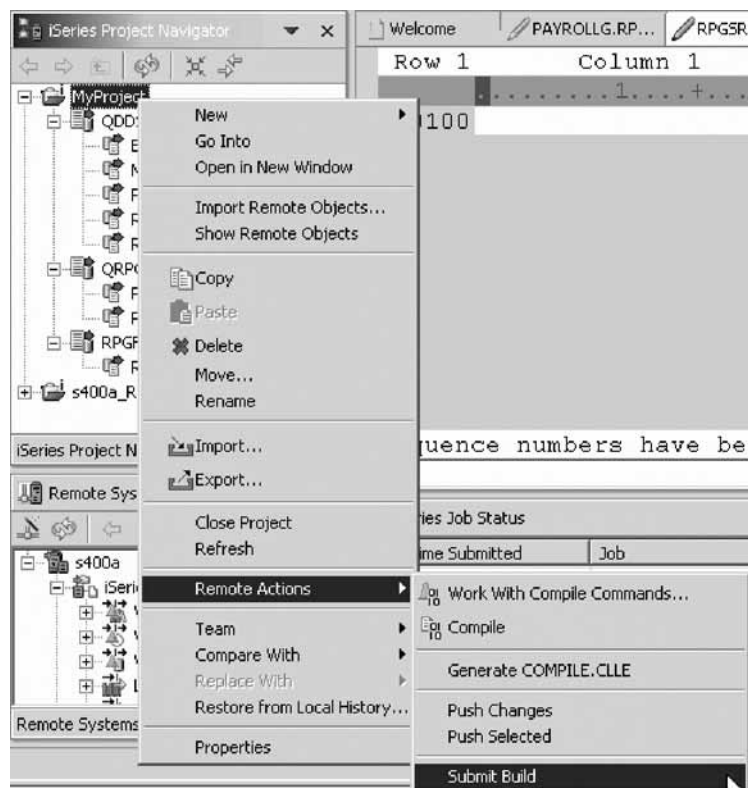 iSeries Project Navigator
Welcome
PAYROLLG.RP...
RPGSR
Row 1 Column 1
.........1....+...
MyProject
QDDS
QRPG
s400a_R
iSeries Project N
New
Go Into
Open in New Window
Import Remote Objects...
Show Remote Objects
Copy
Paste
Delete
Move...
Rename
Import...
Export...
Close Project
Refresh
Remote Actions
Team
Compare With
Replace With
Restore from Local History...
Properties
quence numbers have be
Remote Sys
s400a
iSeri
Remote Systems
ries Job Status
ime Submitted
Job
Work With Compile Commands...
Compile
Generate COMPILE.CLLE
Push Changes
Push Selected
Submit Build